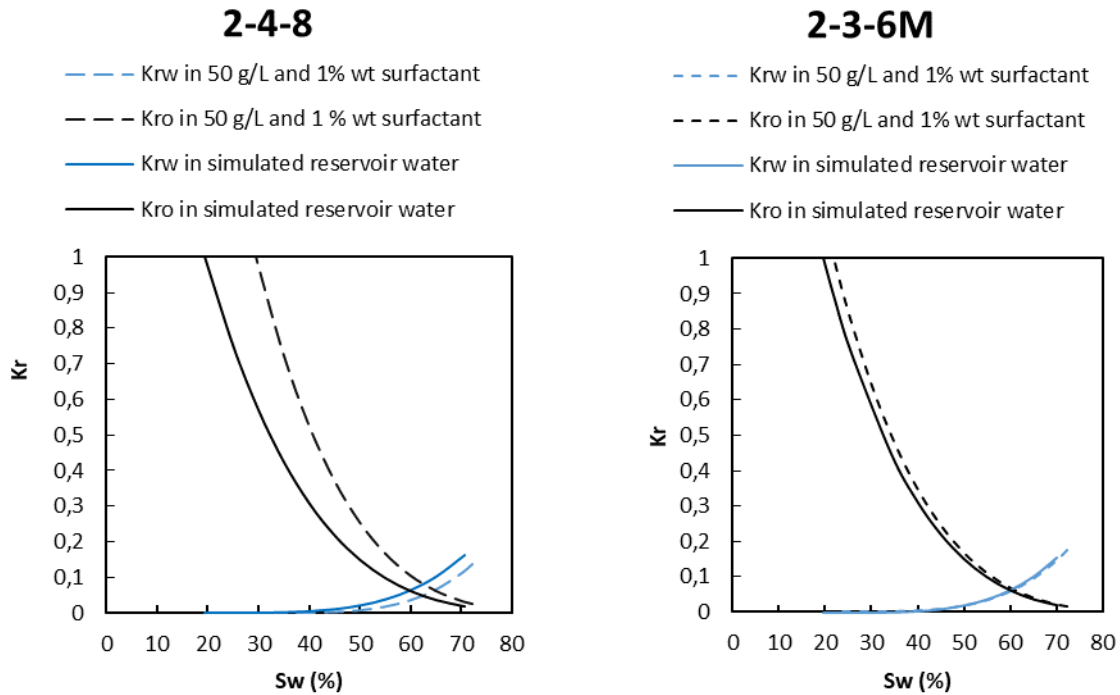 2-4-8
Krw in 50 g/L and 1% wt surfactant
Kro in 50 g/L and 1 % wt surfactant
Krw in simulated reservoir water
Kro in simulated reservoir water
1
0,9
0,8
0,7
0,6
0,5
0,4
0,3
0,2
0,1
0
Kr
0 10 20 30 40 50 60 70 80
Sw (%)
2-3-6M
Krw in 50 g/L and 1% wt surfactant
Kro in 50 g/L and 1% wt surfactant
Krw in simulated reservoir water
Kro in simulated reservoir water
1
0,9
0,8
0,7
0,6
0,5
0,4
0,3
0,2
0,1
0
Kr
0 10 20 30 40 50 60 70 80
Sw (%)